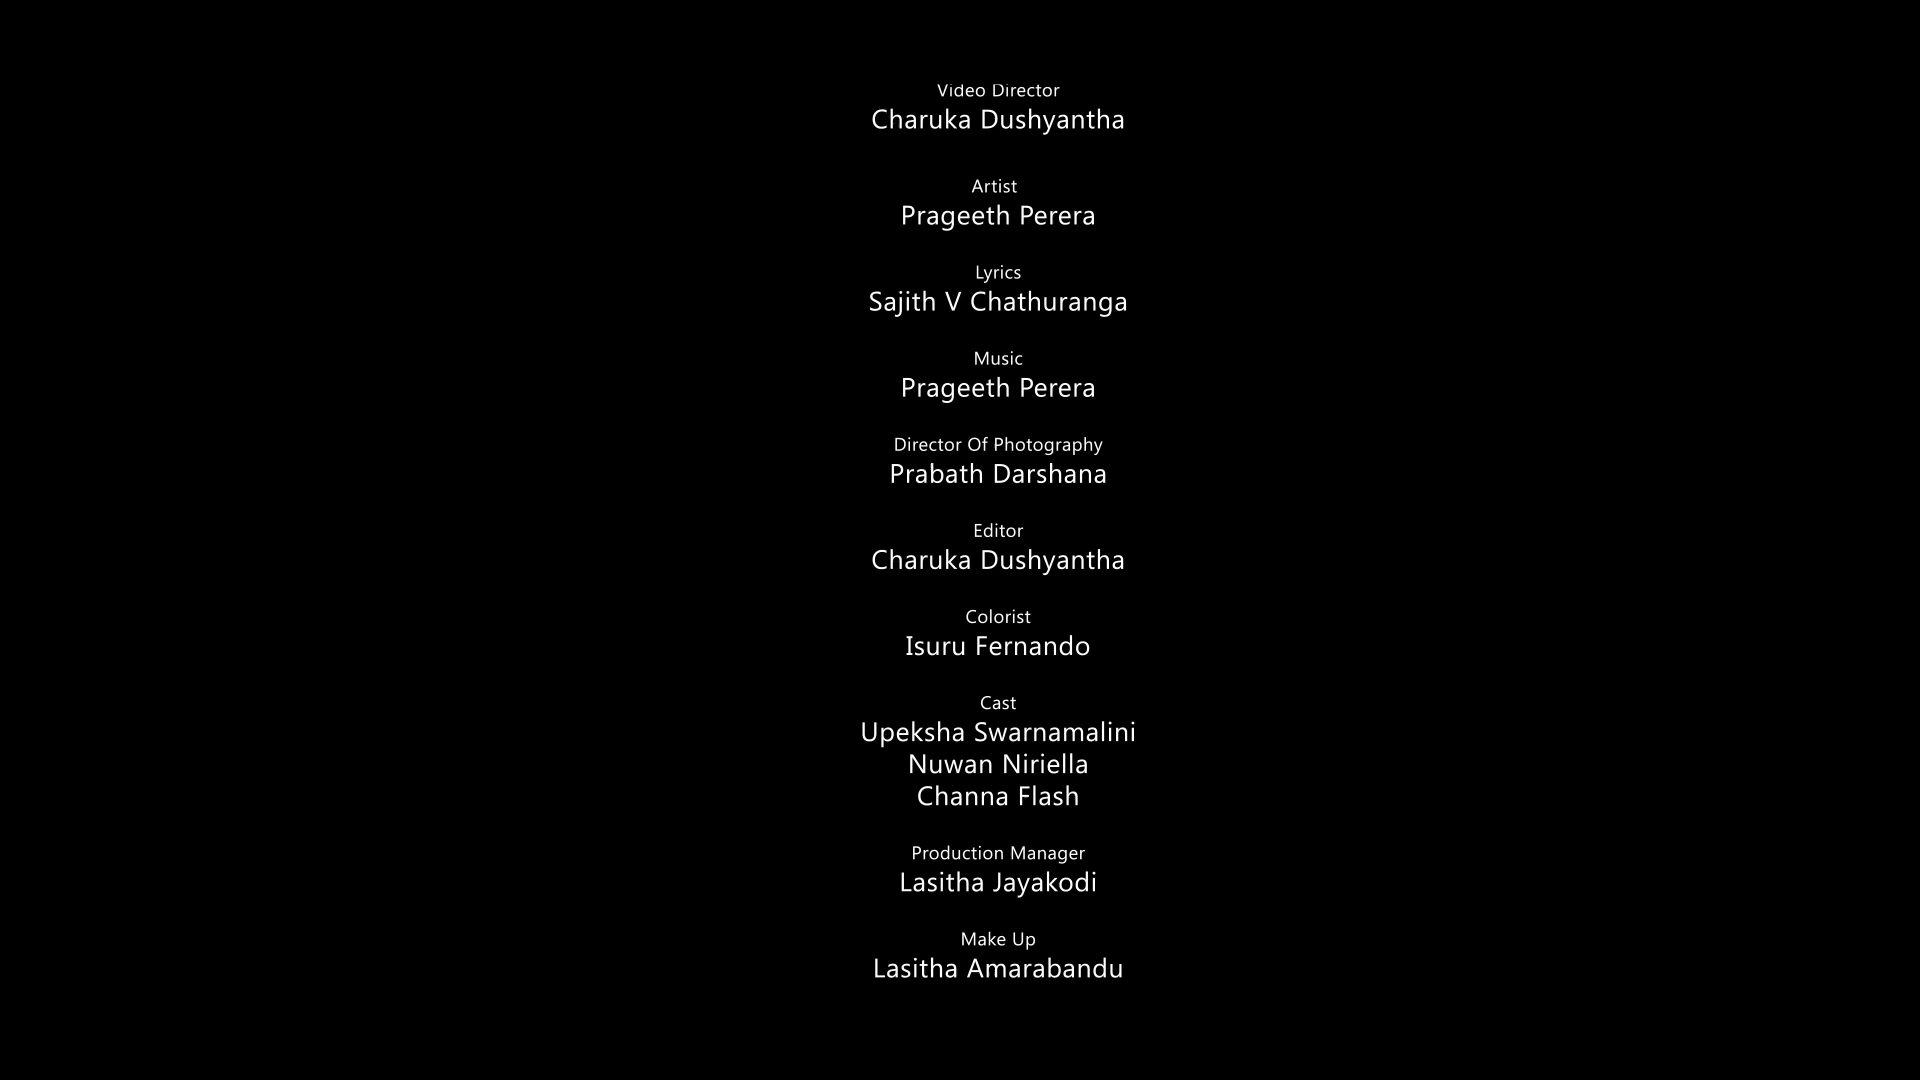 Video Director
Charuka Dushyantha
Artist
Prageeth Perera
Lyrics
Sajith V Chathuranga
Music
Prageeth Perera
Director Of Photography
Prabath Darshana
Editor
Charuka Dushyantha
Colorist
Isuru Fernando
Cast
Upeksha Swarnamalini
Nuwan Niriella
Channa Flash
Production Manager
Lasitha Jayakodi
Make Up
Lasitha Amarabandu